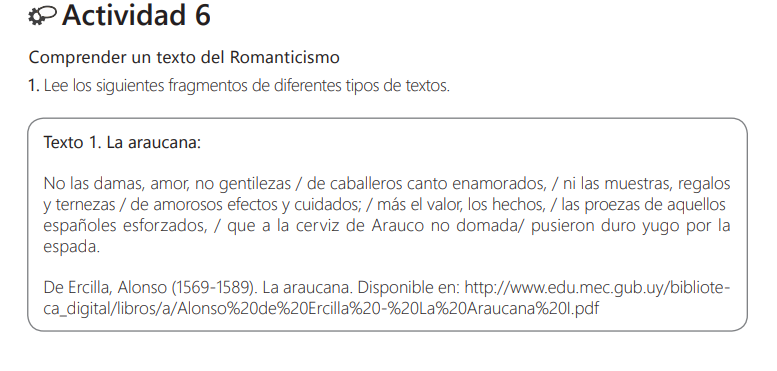 Actividad 6
Comprender un texto del Romanticismo
1. Lee los siguientes fragmentos de diferentes tipos de textos.
Texto 1. La araucana:
No las damas, amor, no gentilezas / de caballeros canto enamorados, / ni las muestras, regalos
y ternezas / de amorosos efectos y cuidados; / más el valor, los hechos, / las proezas de aquellos
españoles esforzados, / que a la cerviz de Arauco no domada/ pusieron duro yugo por la
espada.
De Ercilla, Alonso (1569-1589). La araucana. Disponible en: http://www.edu.mec.gub.uy/bibliote-
ca_digital/libros/a/Alonso%20de%20Ercilla%20-%20La%20Araucana%20I.pdf